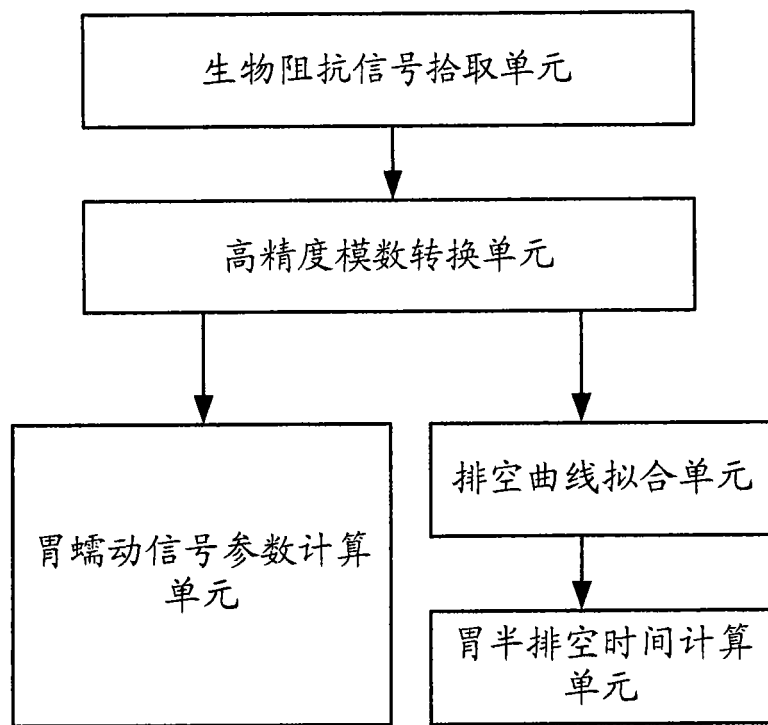 生物阻抗信号拾取单元
高精度模数转换单元
排空曲线拟合单元
胃蠕动信号参数计算
单元
胃半排空时间计算
单元